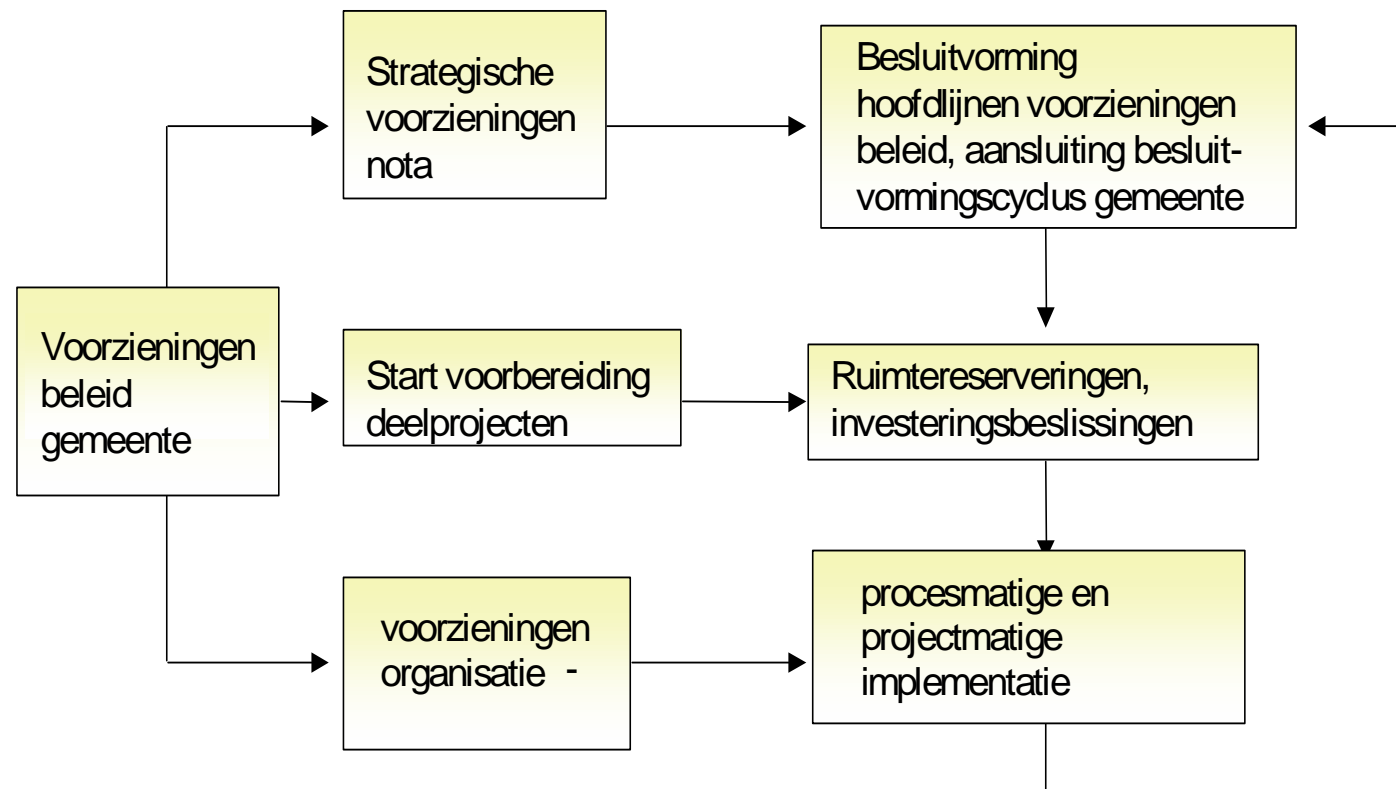 Strategische
voorzieningen
nota
Besluitvorming
hoofdlijnen voorzieningen
beleid, aansluiting besluit-
vormingscyclus gemeente
Voorzieningen
beleid
gemeente
Start voorbereiding
deelprojecten
Ruimtereserveringen,
investeringsbeslissingen
voorzieningen
organisatie -
procesmatige en
projectmatige
implementatie